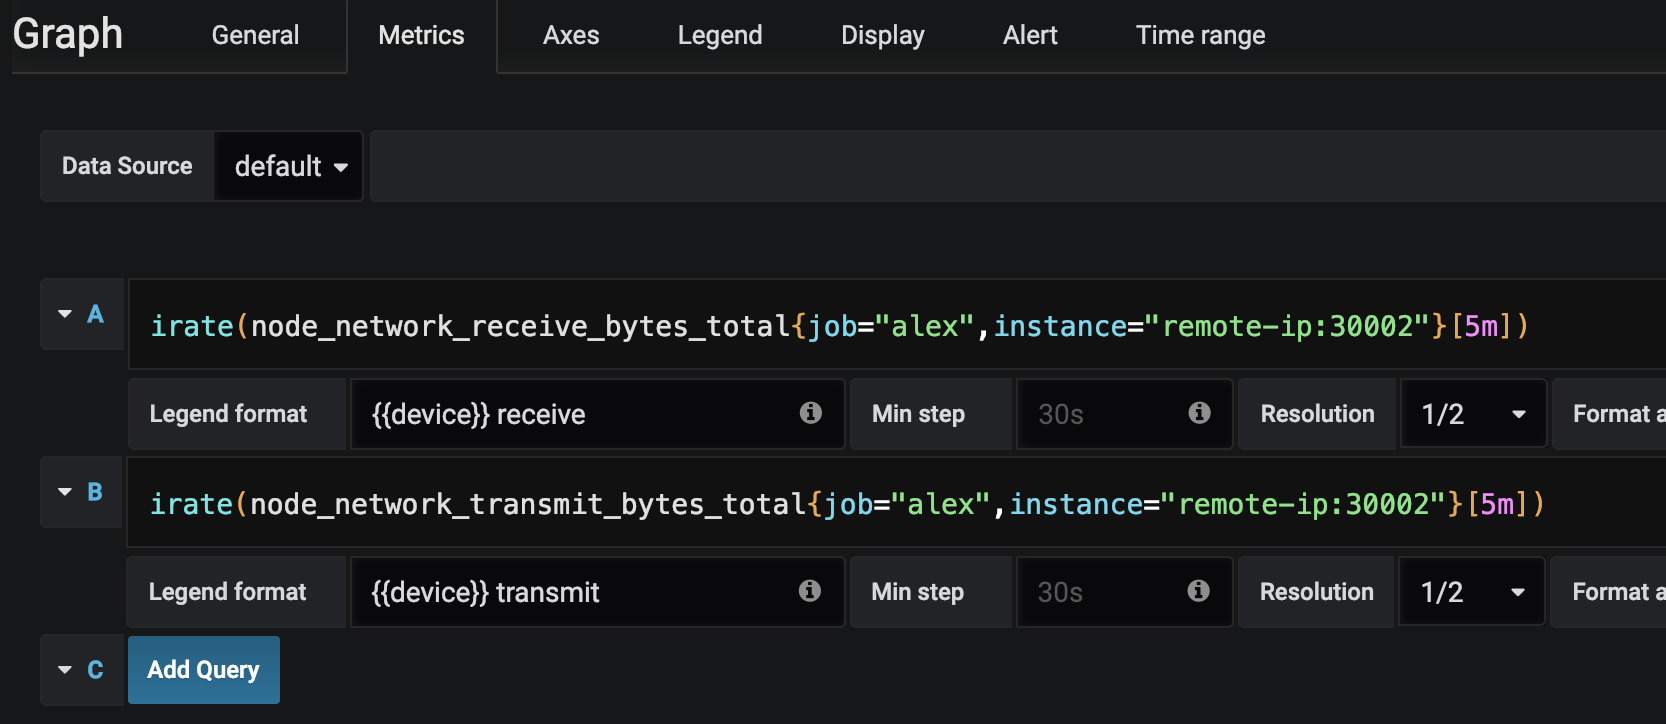 Graph General Metrics Axes Legend Display Alert Time range
Data Source default
A irate(node_network_receive_bytes_total{job="alex",instance="remote-ip:30002"}[5m])
Legend format {{device}} receive Min step 30s Resolution 1/2 Format a
B irate(node_network_transmit_bytes_total{job="alex",instance="remote-ip:30002"}[5m])
Legend format {{device}} transmit Min step 30s Resolution 1/2 Format a
C Add Query